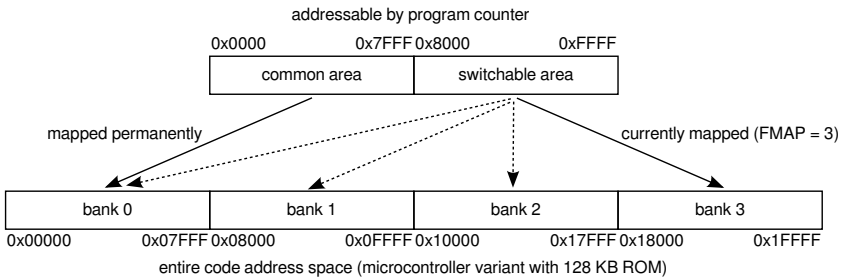 addressable by program counter
0x0000 0x7FFF 0x8000 0xFFFF
common area switchable area
mapped permanently currently mapped (FMAP = 3)
bank 0 bank 1 bank 2 bank 3
0x00000 0x07FFF 0x08000 0x0FFFF 0x10000 0x17FFF 0x18000 0x1FFFF
entire code address space (microcontroller variant with 128 KB ROM)